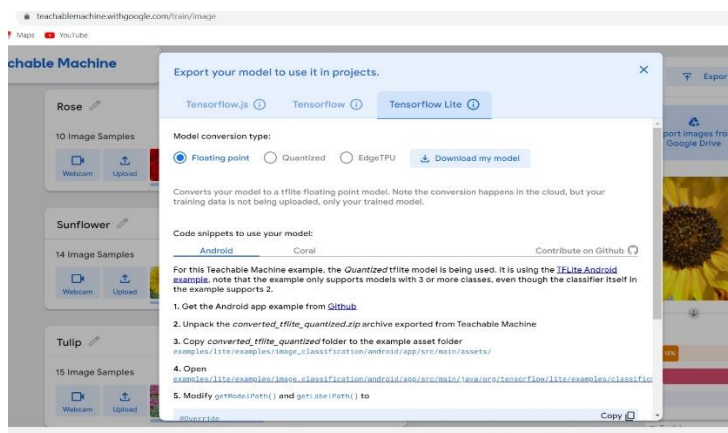 teachablemachine.withgoogle.com/train/image
Maps YouTube
chable Machine
Rose
10 Image Samples
Webcam Upload
Sunflower
14 Image Samples
Webcam Upload
Tulip
15 Image Samples
Webcam Upload
Export your model to use it in projects.
Tensorflow.js Tensorflow Tensorflow Lite
Model conversion type:
Floating point Quantized EdgeTPU Download my model
Converts your model to a tflite floating point model. Note the conversion happens in the cloud, but your
training data is not being uploaded, only your trained model.
Code snippets to use your model:
Android Coral Contribute on Github
For this Teachable Machine example, the Quantized tflite model is being used. It is using the TFLite Android
example, note that the example only supports models with 3 or more classes, even though the classifier itself in
the example supports 2.
1. Get the Android app example from Github
2. Unpack the converted_tflite_quantized.zip archive exported from Teachable Machine
3. Copy converted_tflite_quantized folder to the example asset folder
examples/lite/examples/image_classification/android/app/src/main/assets/
4. Open
examples/lite/examples/image_classification/android/app/src/main/java/org/tensorflow/lite/examples/classific
5. Modify getModelPath() and getLabelPath() to
@Override
Copy
Expor
port images fro
Google Drive